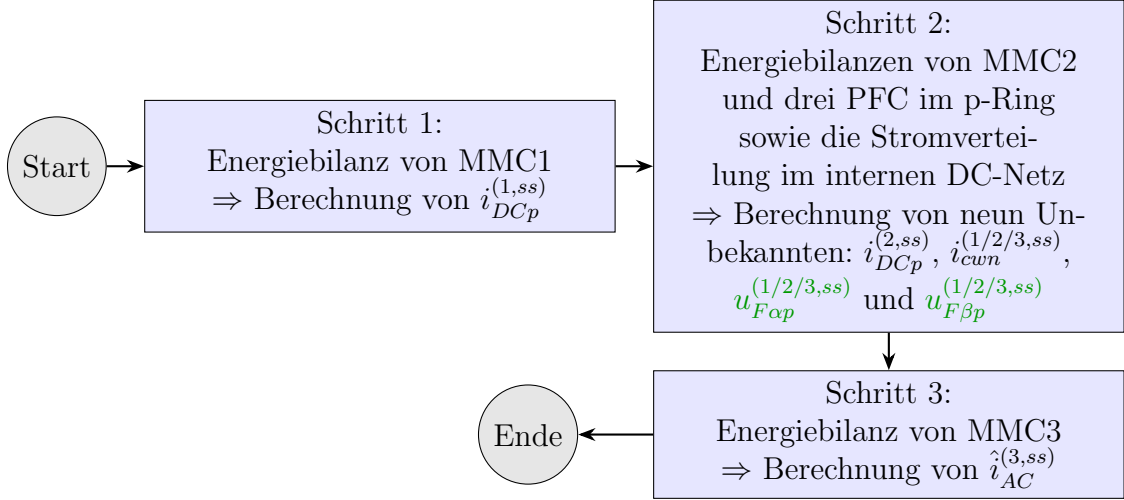 Start
Schritt 1:
Energiebilanz von MMC1
⇒ Berechnung von $i_{DCp}^{(1,ss)}$
Schritt 2:
Energiebilanzen von MMC2
und drei PFC im p-Ring
sowie die Stromvertei-
lung im internen DC-Netz
⇒ Berechnung von neun Un-
bekannten: $i_{DCp}^{(2,ss)}$, $i_{cwn}^{(1/2/3,ss)}$,
$u_{F\alpha p}^{(1/2/3,ss)}$ und $u_{F\beta p}^{(1/2/3,ss)}$
Schritt 3:
Energiebilanz von MMC3
⇒ Berechnung von $\hat{i}_{AC}^{(3,ss)}$
Ende